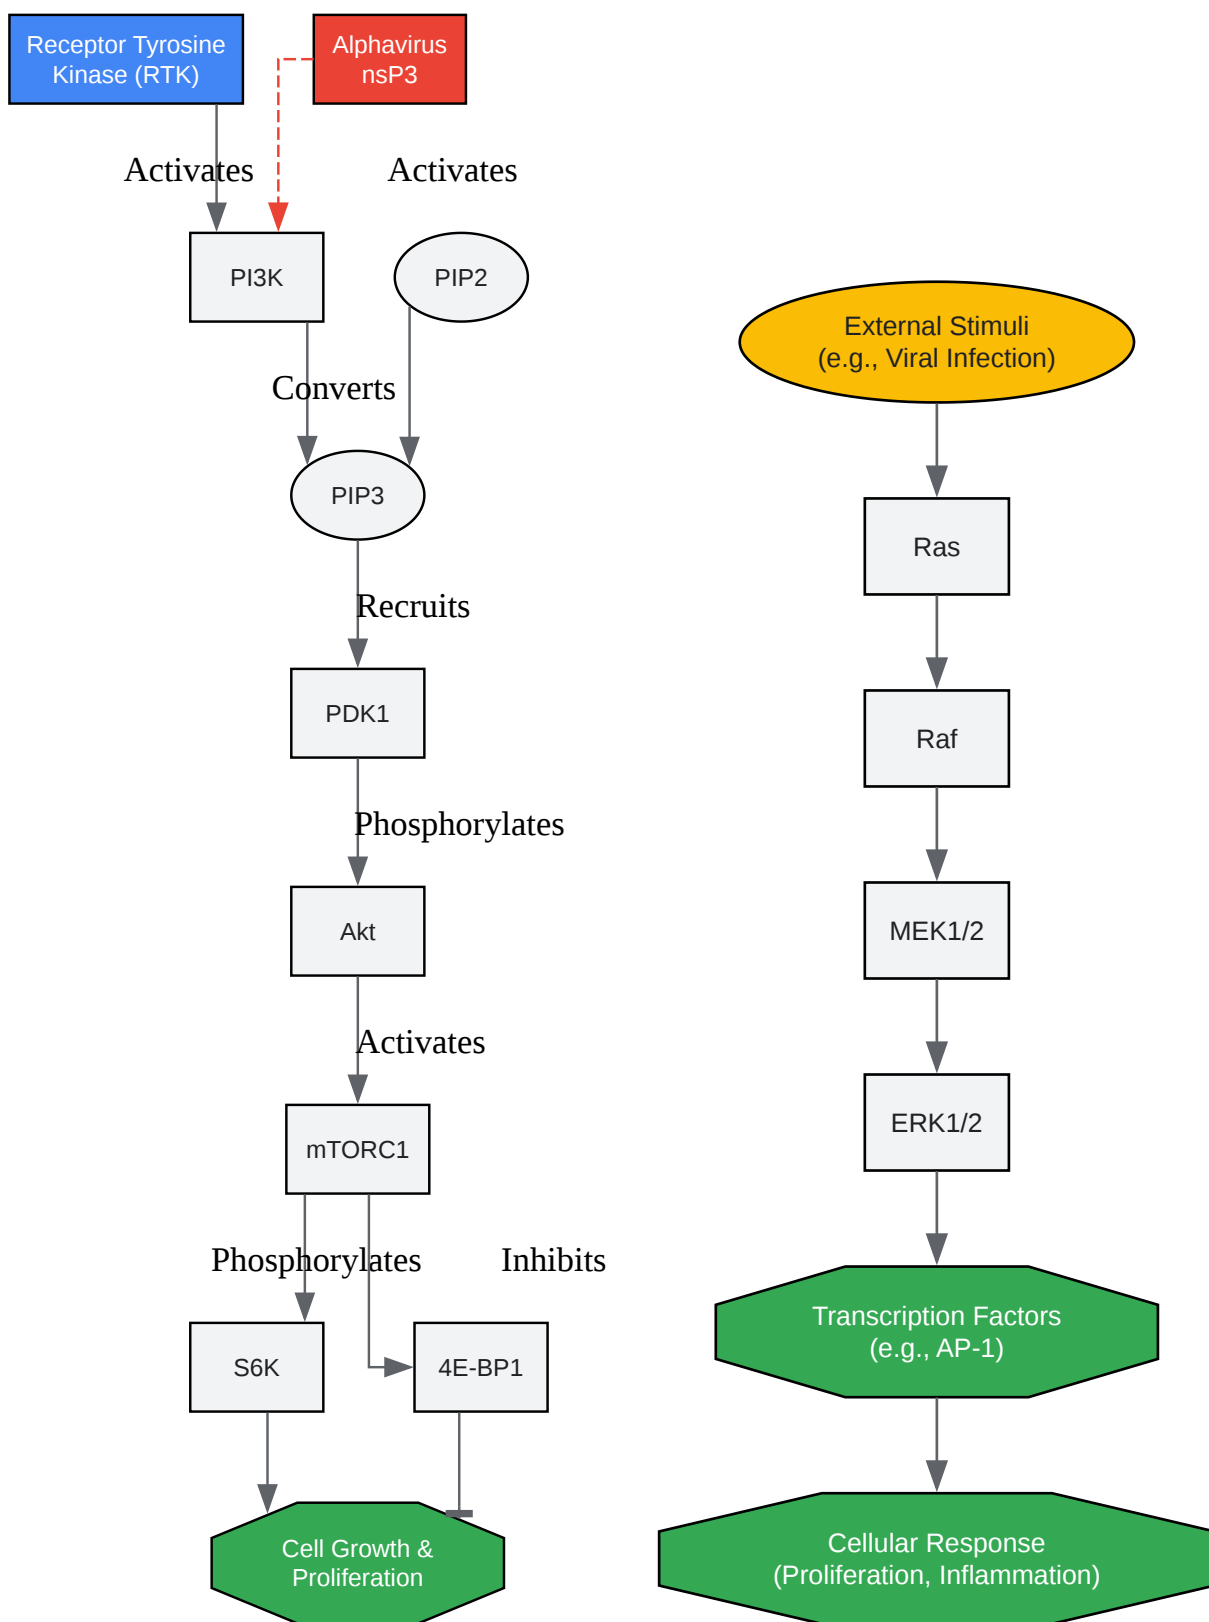 Receptor Tyrosine
Kinase (RTK)
Alphavirus
nsP3
Activates
Activates
PI3K
PIP2
Converts
PIP3
Recruits
PDK1
Phosphorylates
Akt
Activates
mTORC1
Phosphorylates
Inhibits
S6K
4E-BP1
Cell Growth &
Proliferation
External Stimuli
(e.g., Viral Infection)
Ras
Raf
MEK1/2
ERK1/2
Transcription Factors
(e.g., AP-1)
Cellular Response
(Proliferation, Inflammation)